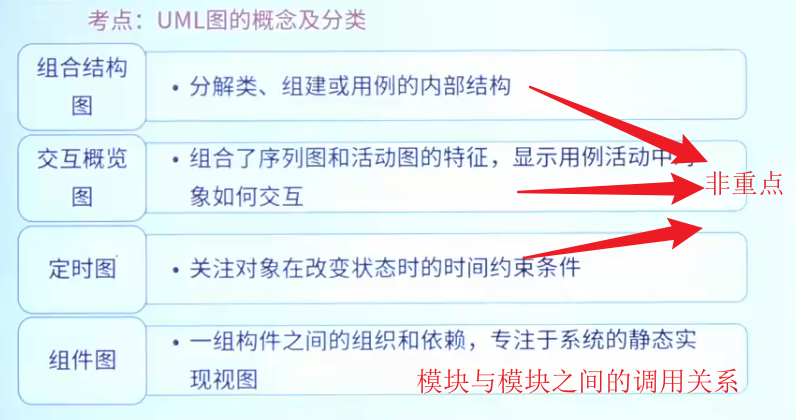 考点：UML图的概念及分类
组合结构
图
• 分解类、组建或用例的内部结构
交互概览
图
• 组合了序列图和活动图的特征，显示用例活动中
象如何交互
非重点
定时图
• 关注对象在改变状态时的时间约束条件
组件图
• 一组构件之间的组织和依赖，专注于系统的静态实
现视图
模块与模块之间的调用关系